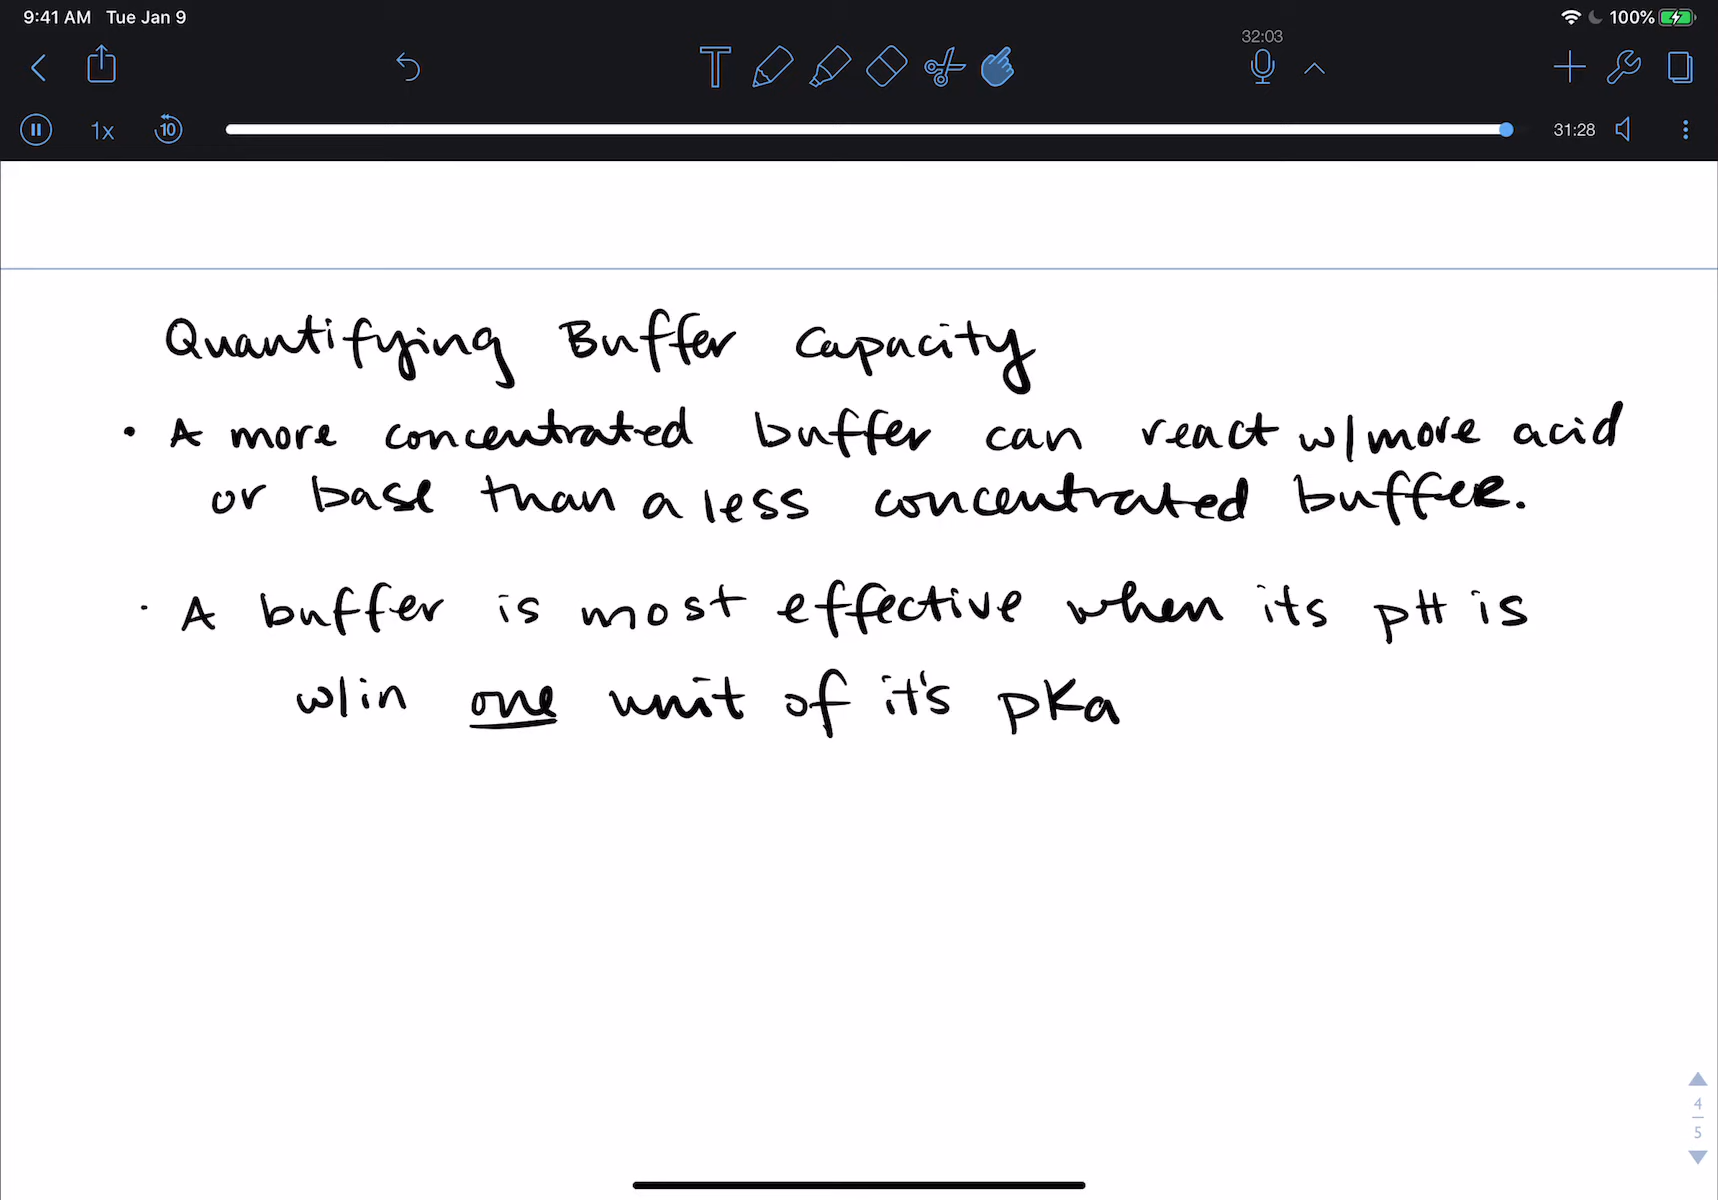 9:41 AM Tue Jan 9
100%
32:03
1x
10
31:28
Quantifying Buffer Capacity
• A more concentrated buffer can react w/more acid
or base than a less concentrated buffer.
• A buffer is most effective when its pH is
w/in one unit of it's pKa
4
5